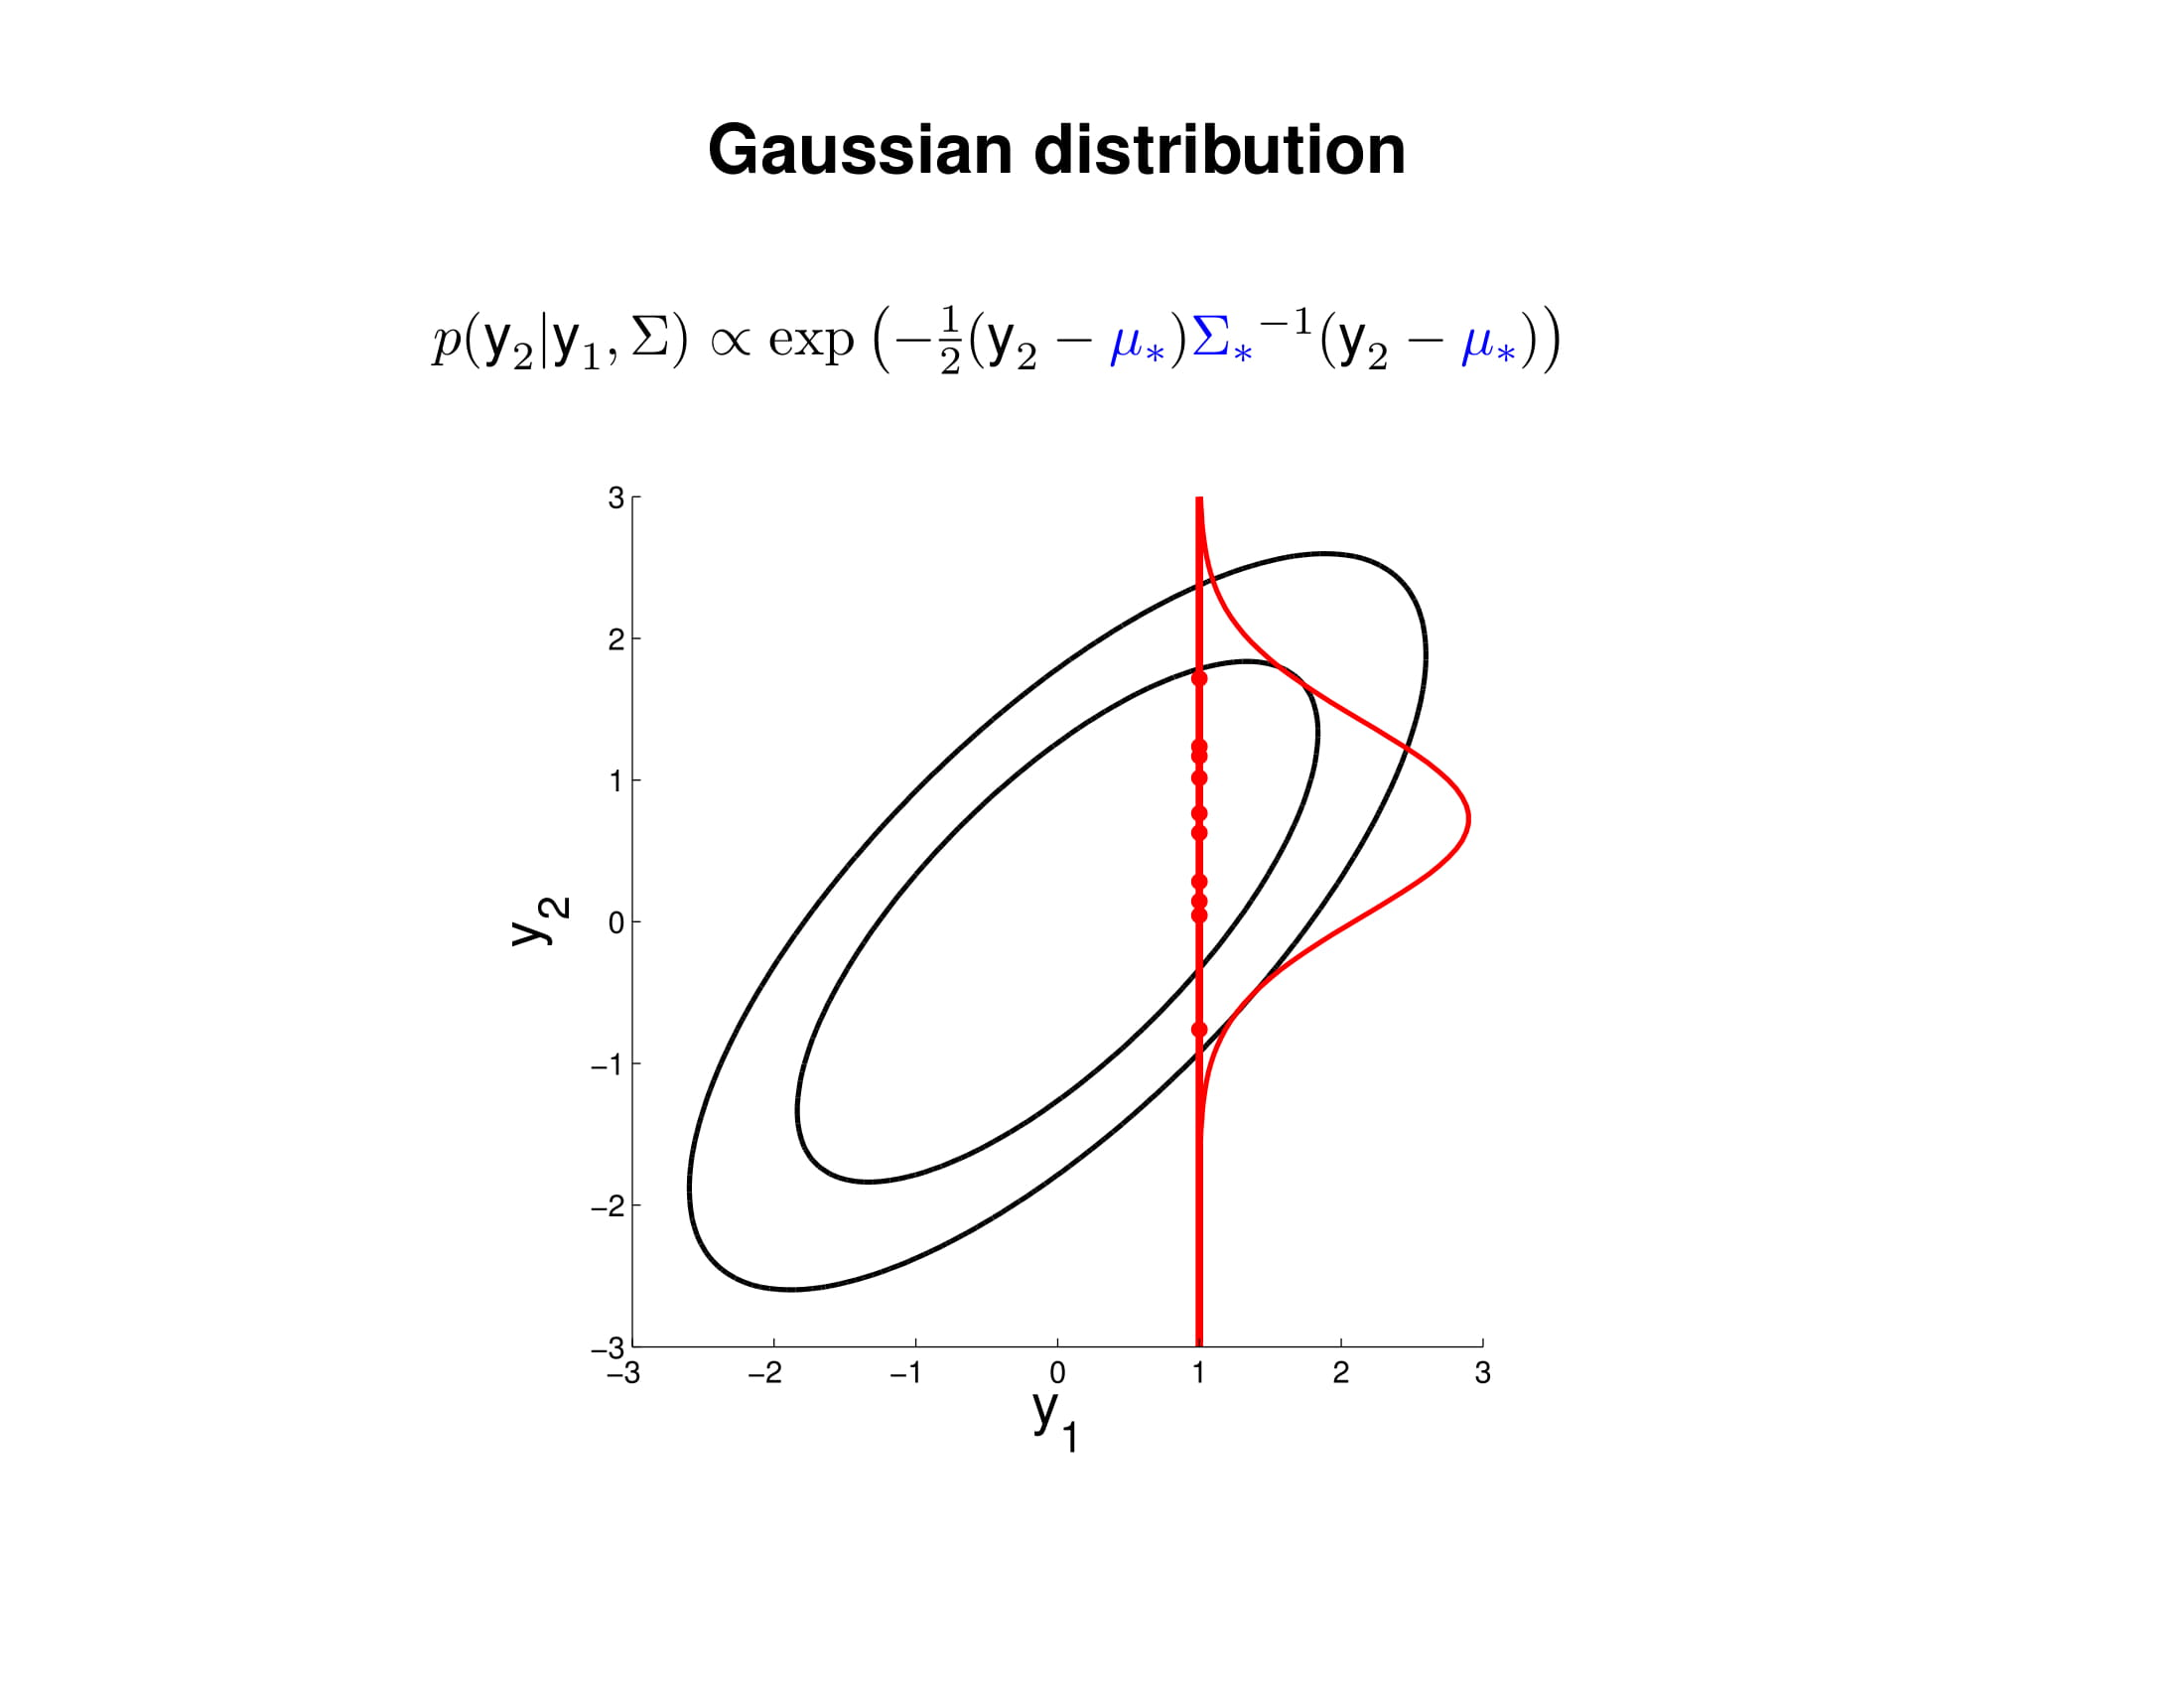 Gaussian distribution
p(y₂|y₁, Σ) ∝ exp (−½(y₂ − μ∗)Σ∗⁻¹(y₂ − μ∗))
3
2
1
0
−1
−2
−3
y₂
−3 −2 −1 0 1 2 3
y₁